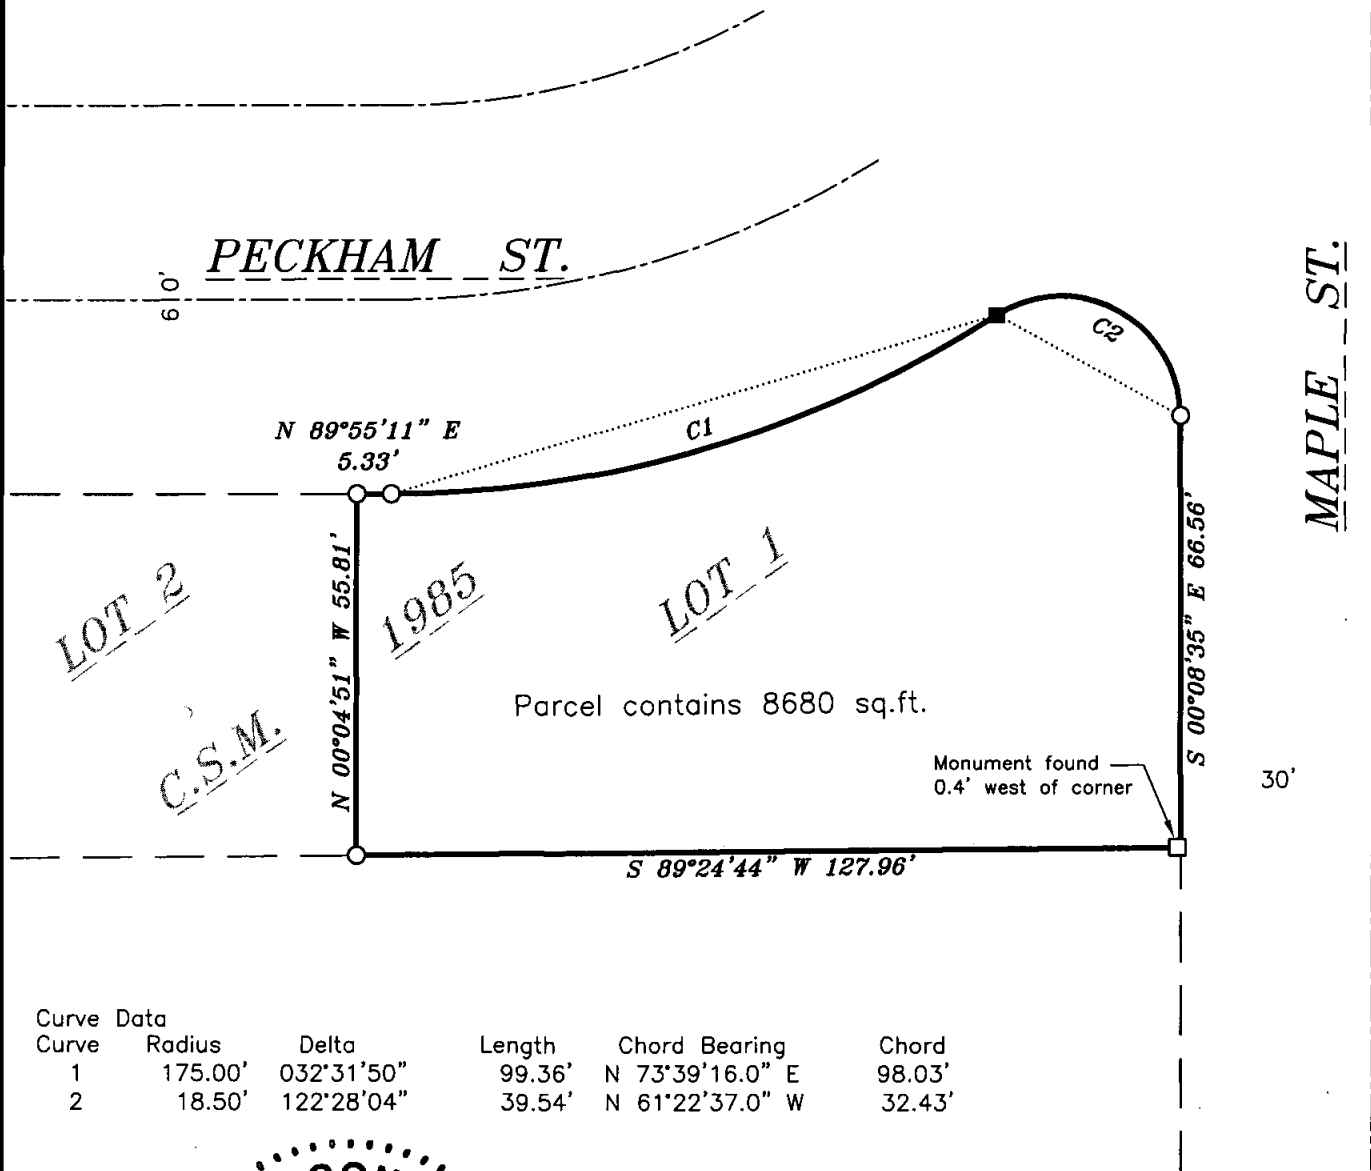 PECKHAM ST.
60'
MAPLE ST.
C2
C1
N 89°55'11" E
5.33'
N 00°04'51" W 55.81'
S 00°08'35" E 66.56'
LOT 2
1985
LOT 1
C.S.M.
Parcel contains 8680 sq.ft.
Monument found
0.4' west of corner
30'
S 89°24'44" W 127.96'
Curve Data
Curve Radius Delta Length Chord Bearing Chord
1 175.00' 032°31'50" 99.36' N 73°39'16.0" E 98.03'
2 18.50' 122°28'04" 39.54' N 61°22'37.0" W 32.43'